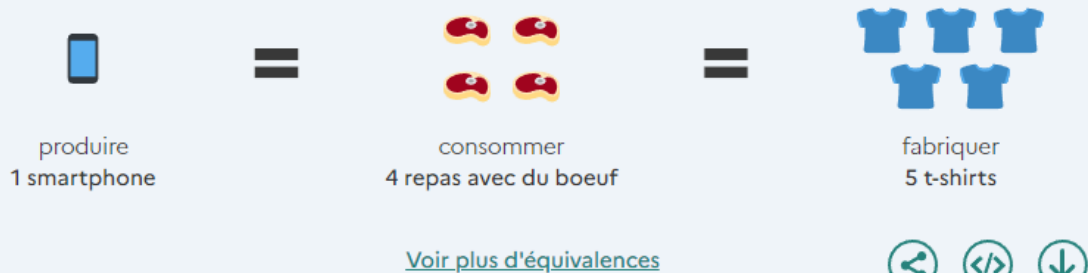 produire
1 smartphone
=
consommer
4 repas avec du boeuf
=
fabriquer
5 t-shirts
Voir plus d'équivalences